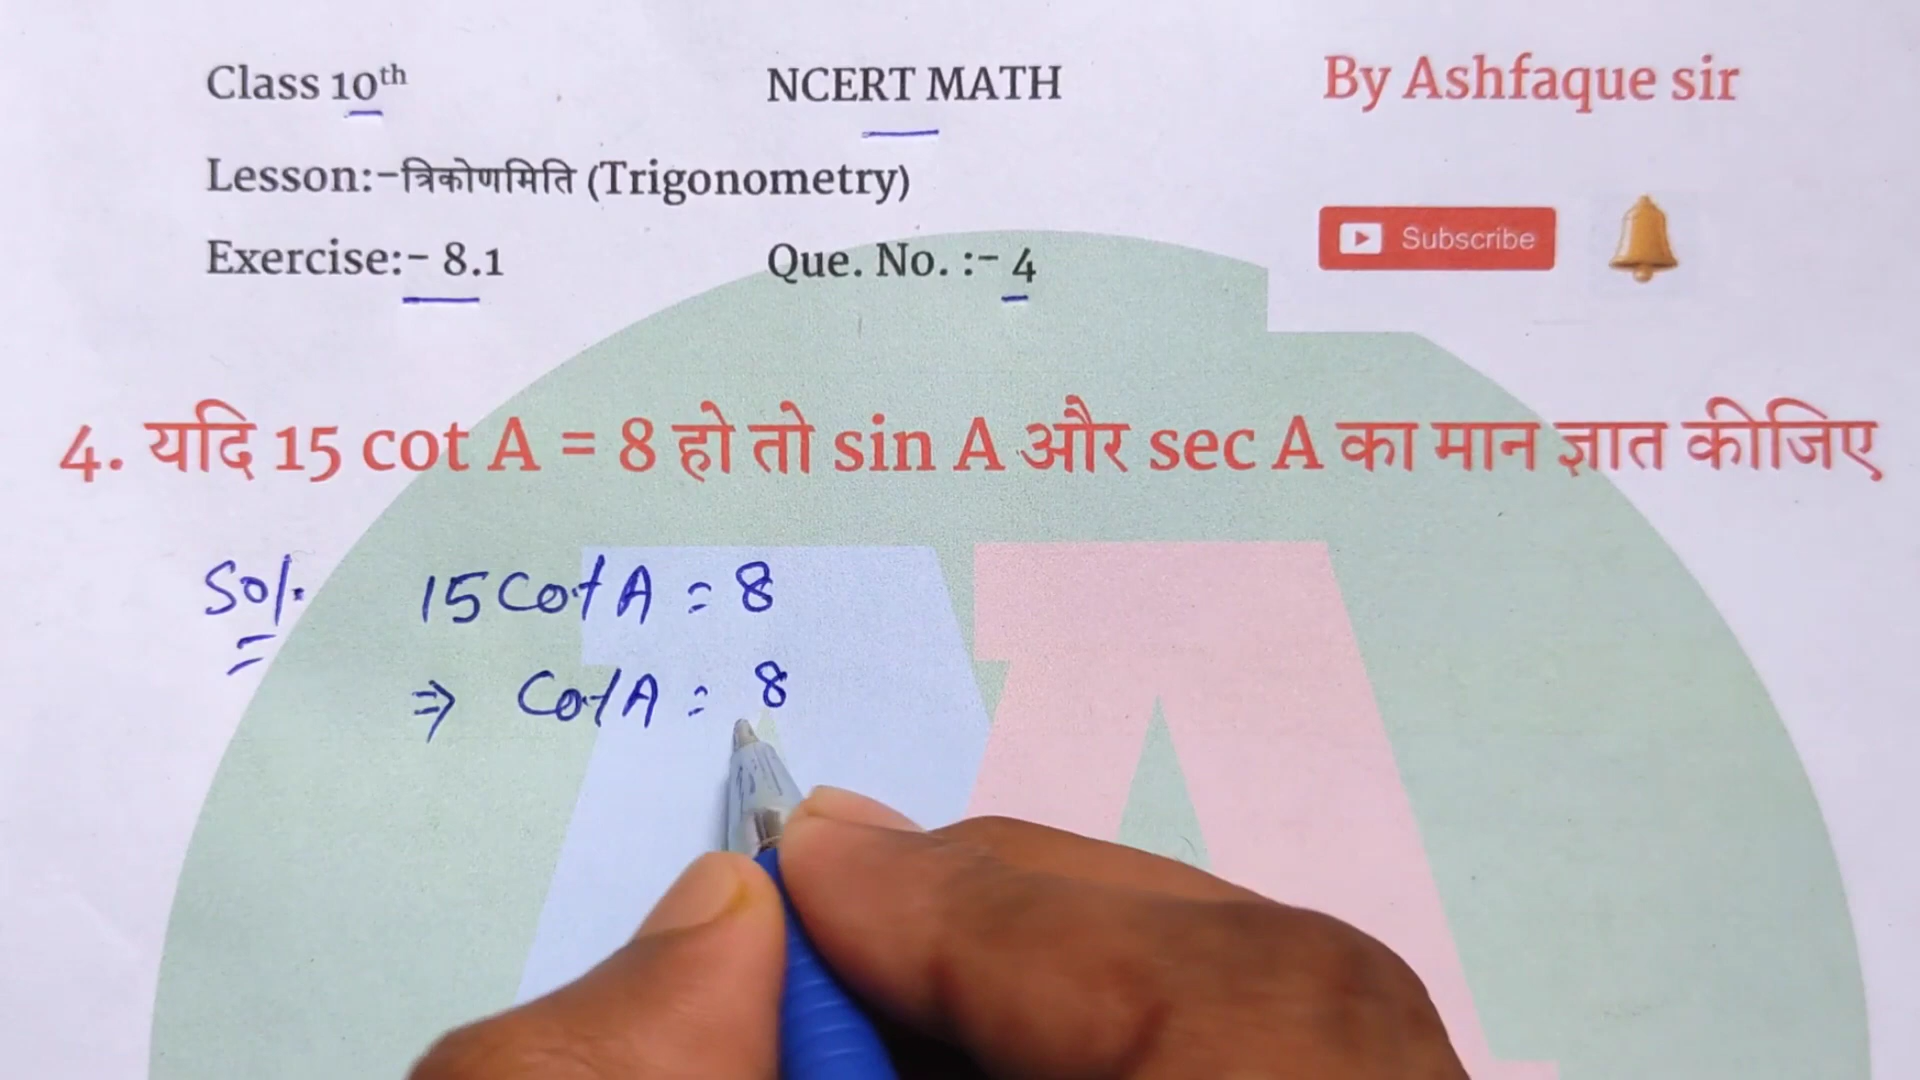 Class 10th NCERT MATH By Ashfaque sir
Lesson:-त्रिकोणमिति (Trigonometry)
Subscribe
Exercise:- 8.1 Que. No. :- 4
4. यदि 15 cot A = 8 हो तो sin A और sec A का मान ज्ञात कीजिए
Sol. 15 Cot A = 8
⇒ Cot A = 8